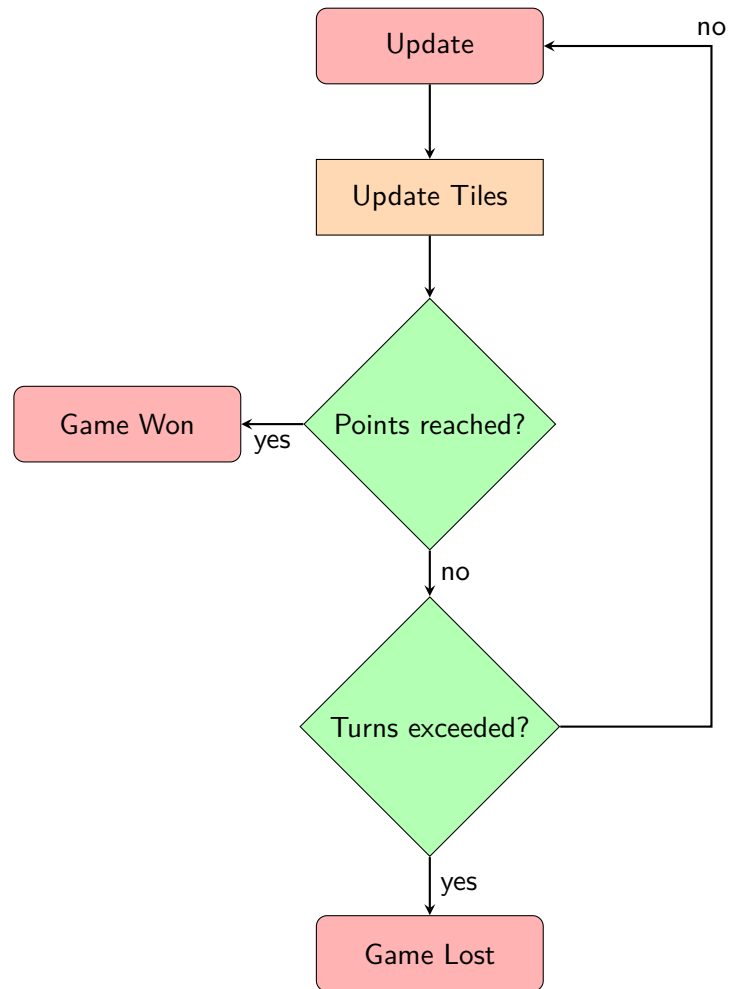 Update
no
Update Tiles
Points reached?
Game Won
yes
no
Turns exceeded?
yes
Game Lost